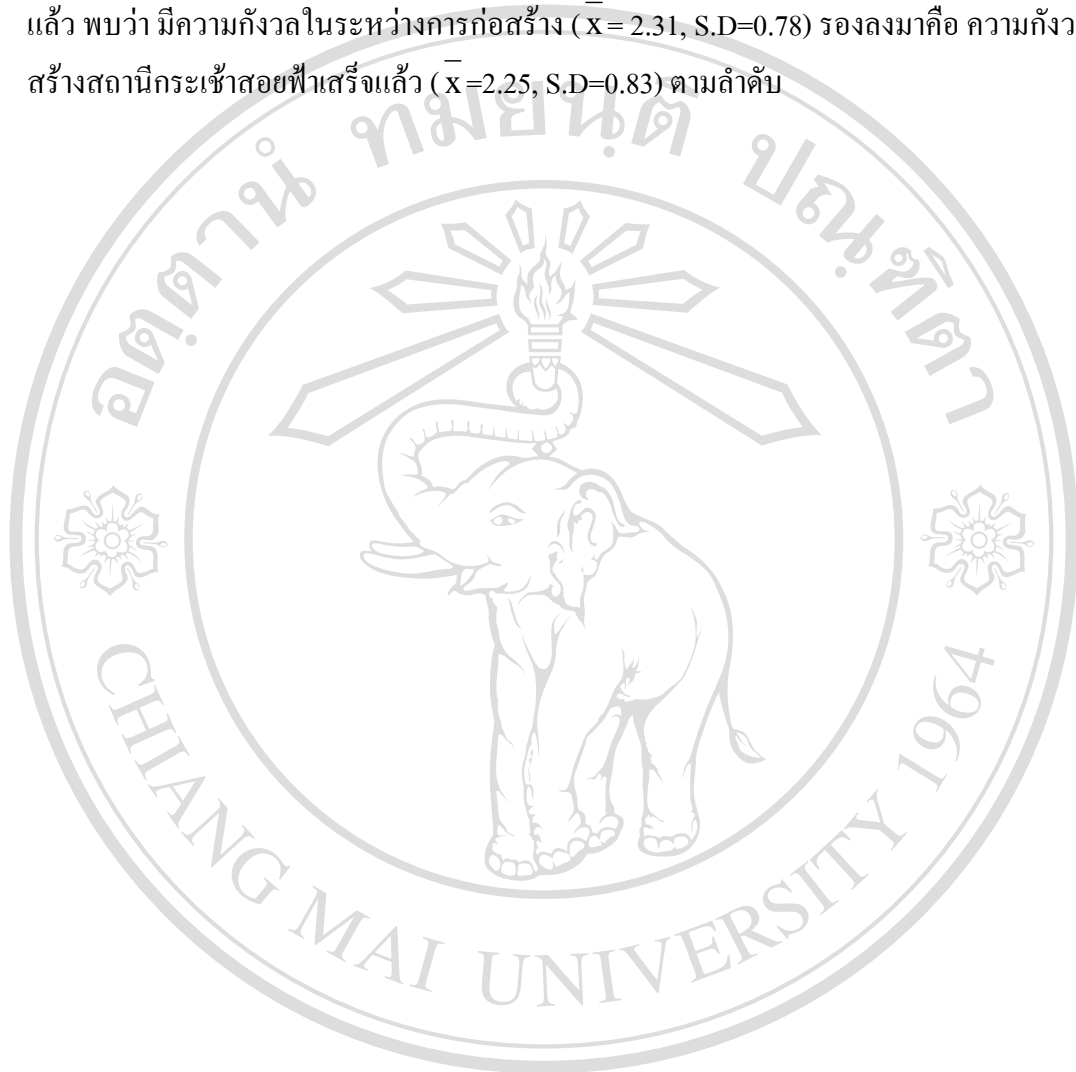 แล้ว พบว่า มีความกังวลในระหว่างการก่อสร้าง ( x̄ = 2.31, S.D=0.78) รองลงมาคือ ความกังว
สร้างสถานีกระเช้าลอยฟ้าเสร็จแล้ว ( x̄ =2.25, S.D=0.83) ตามลำดับ
อตฺตานํ ทมยนฺติ ปณฺฑิตา
CHIANG MAI UNIVERSITY 1964